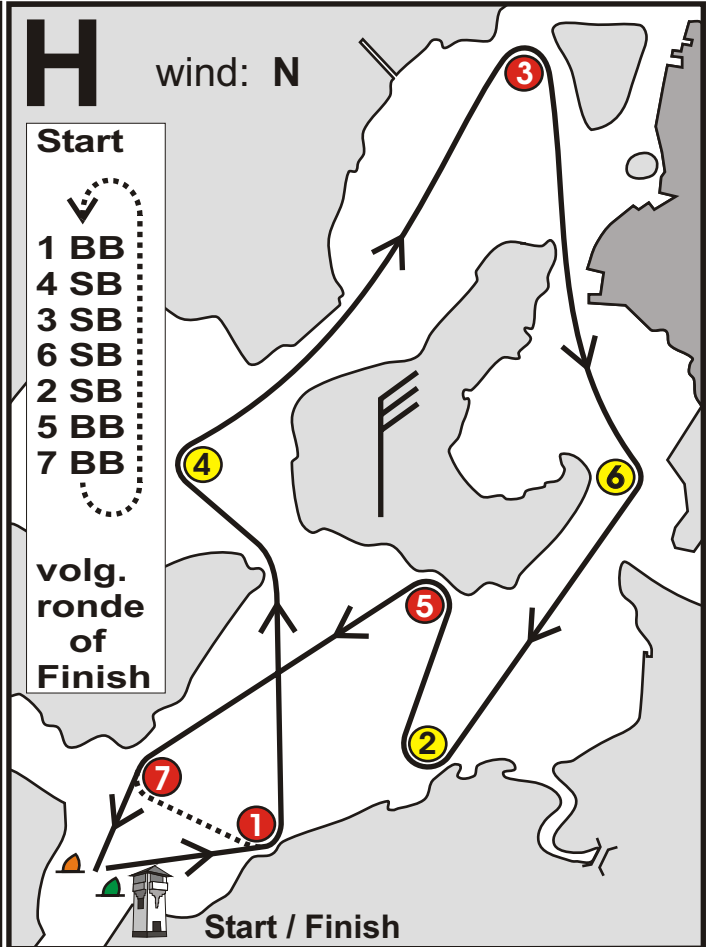 H
wind: N
Start
1 BB
4 SB
3 SB
6 SB
2 SB
5 BB
7 BB
volg.
ronde
of
Finish
3
4
6
5
2
7
1
Start / Finish